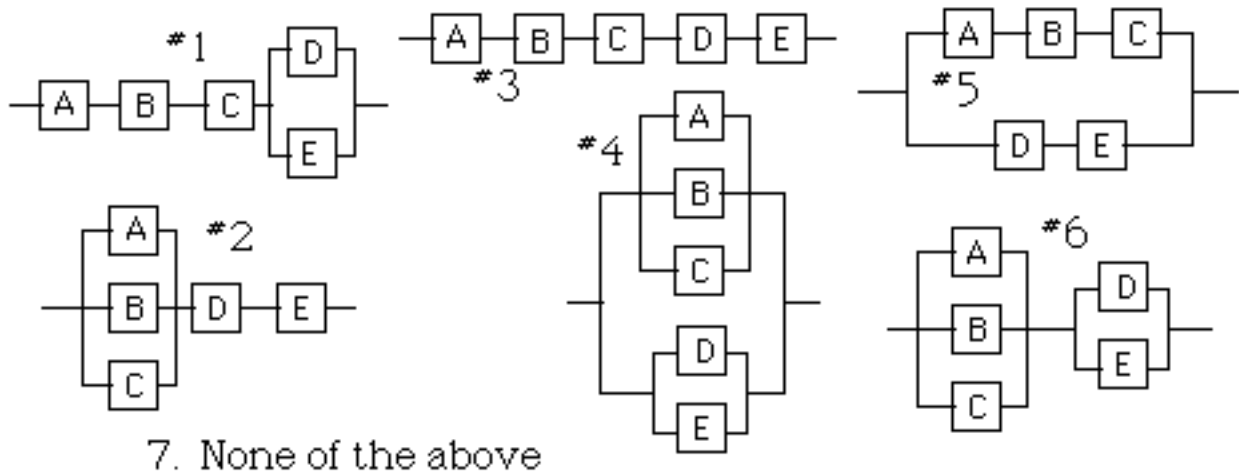 #1
A B C D E
#2
A B C D E
#3
A B C D E
#4
A B C D E
#5
A B C D E
#6
A B C D E
7. None of the above